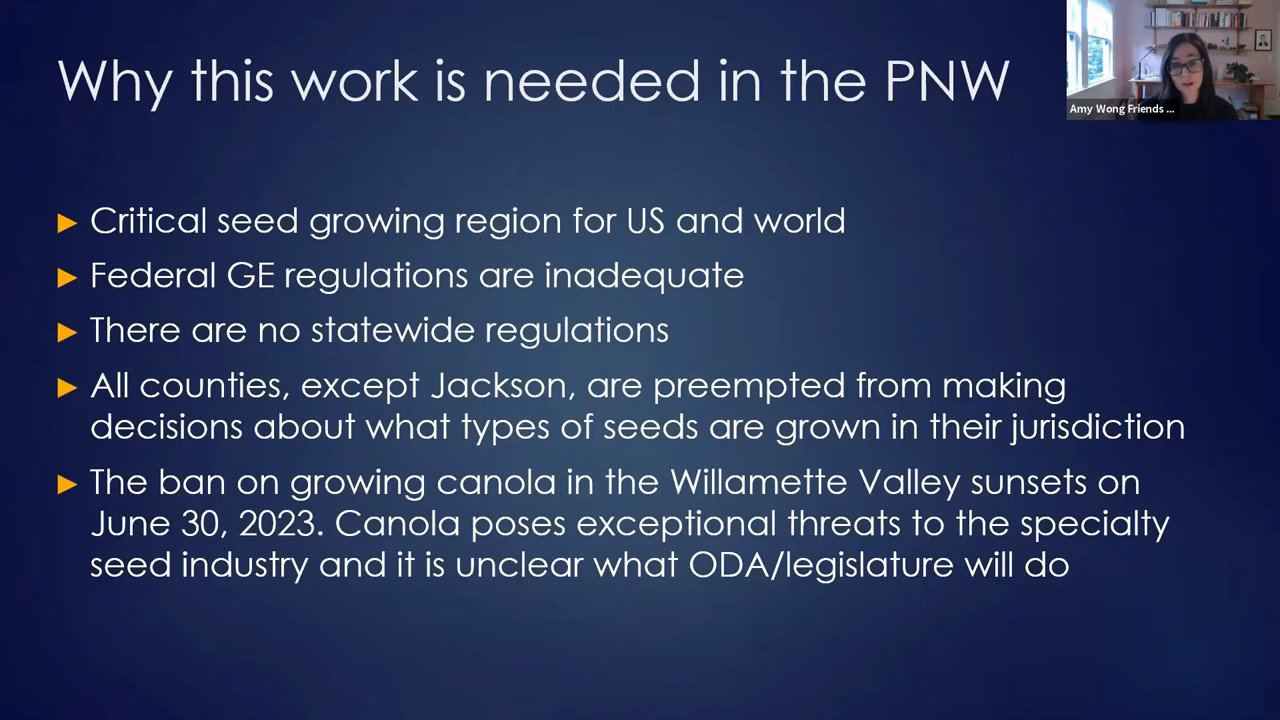 Why this work is needed in the PNW
Amy Wong Friends ...
Critical seed growing region for US and world
Federal GE regulations are inadequate
There are no statewide regulations
All counties, except Jackson, are preempted from making
decisions about what types of seeds are grown in their jurisdiction
The ban on growing canola in the Willamette Valley sunsets on
June 30, 2023. Canola poses exceptional threats to the specialty
seed industry and it is unclear what ODA/legislature will do